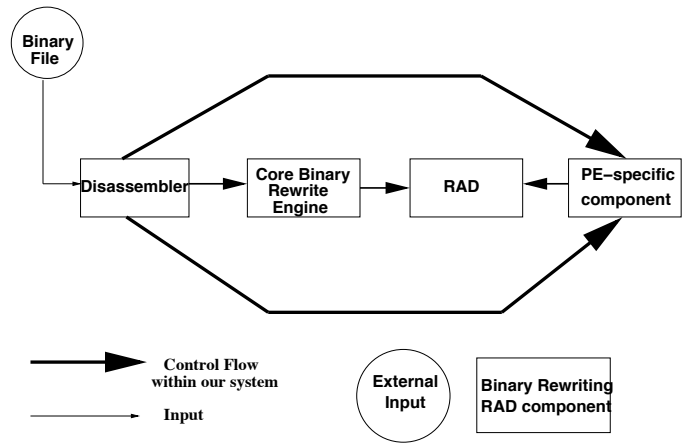 Binary
File
Disassembler
Core Binary
Rewrite
Engine
RAD
PE-specific
component
Control Flow
within our system
Input
External
Input
Binary Rewriting
RAD component